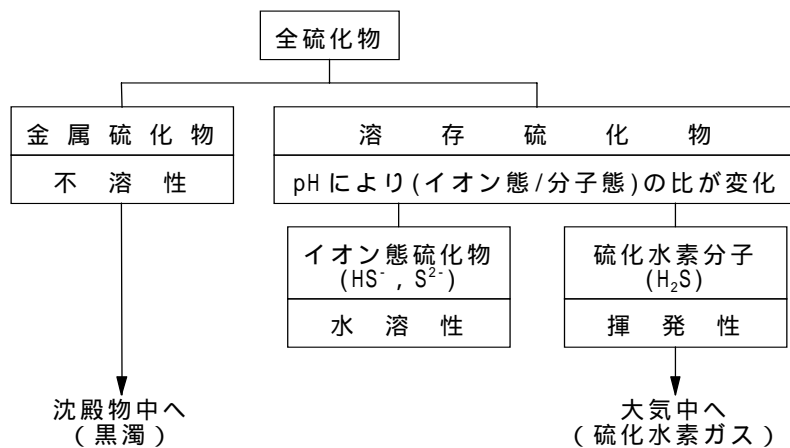 全硫化物
金属硫化物
不溶性
溶存硫化物
pHにより(イオン態/分子態)の比が変化
イオン態硫化物
(HS⁻, S²⁻)
水溶性
硫化水素分子
(H₂S)
揮発性
沈殿物中へ
(黒濁)
大気中へ
(硫化水素ガス)